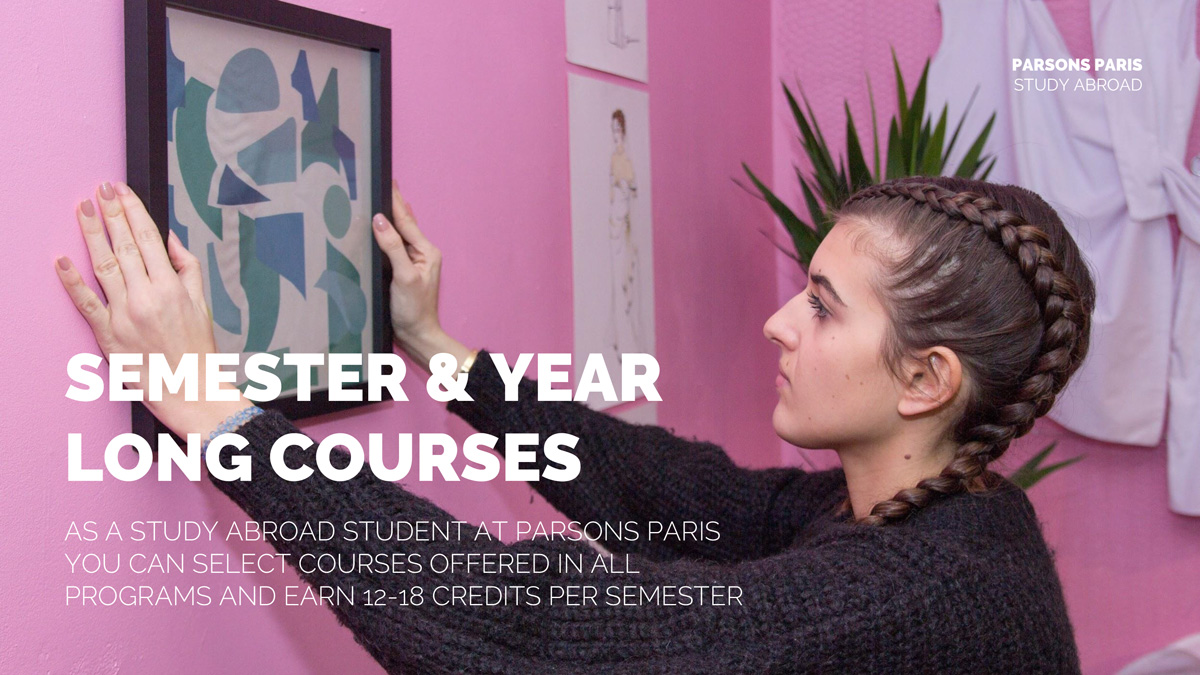 PARSONS PARIS
STUDY ABROAD
SEMESTER & YEAR
LONG COURSES
AS A STUDY ABROAD STUDENT AT PARSONS PARIS
YOU CAN SELECT COURSES OFFERED IN ALL
PROGRAMS AND EARN 12-18 CREDITS PER SEMESTER